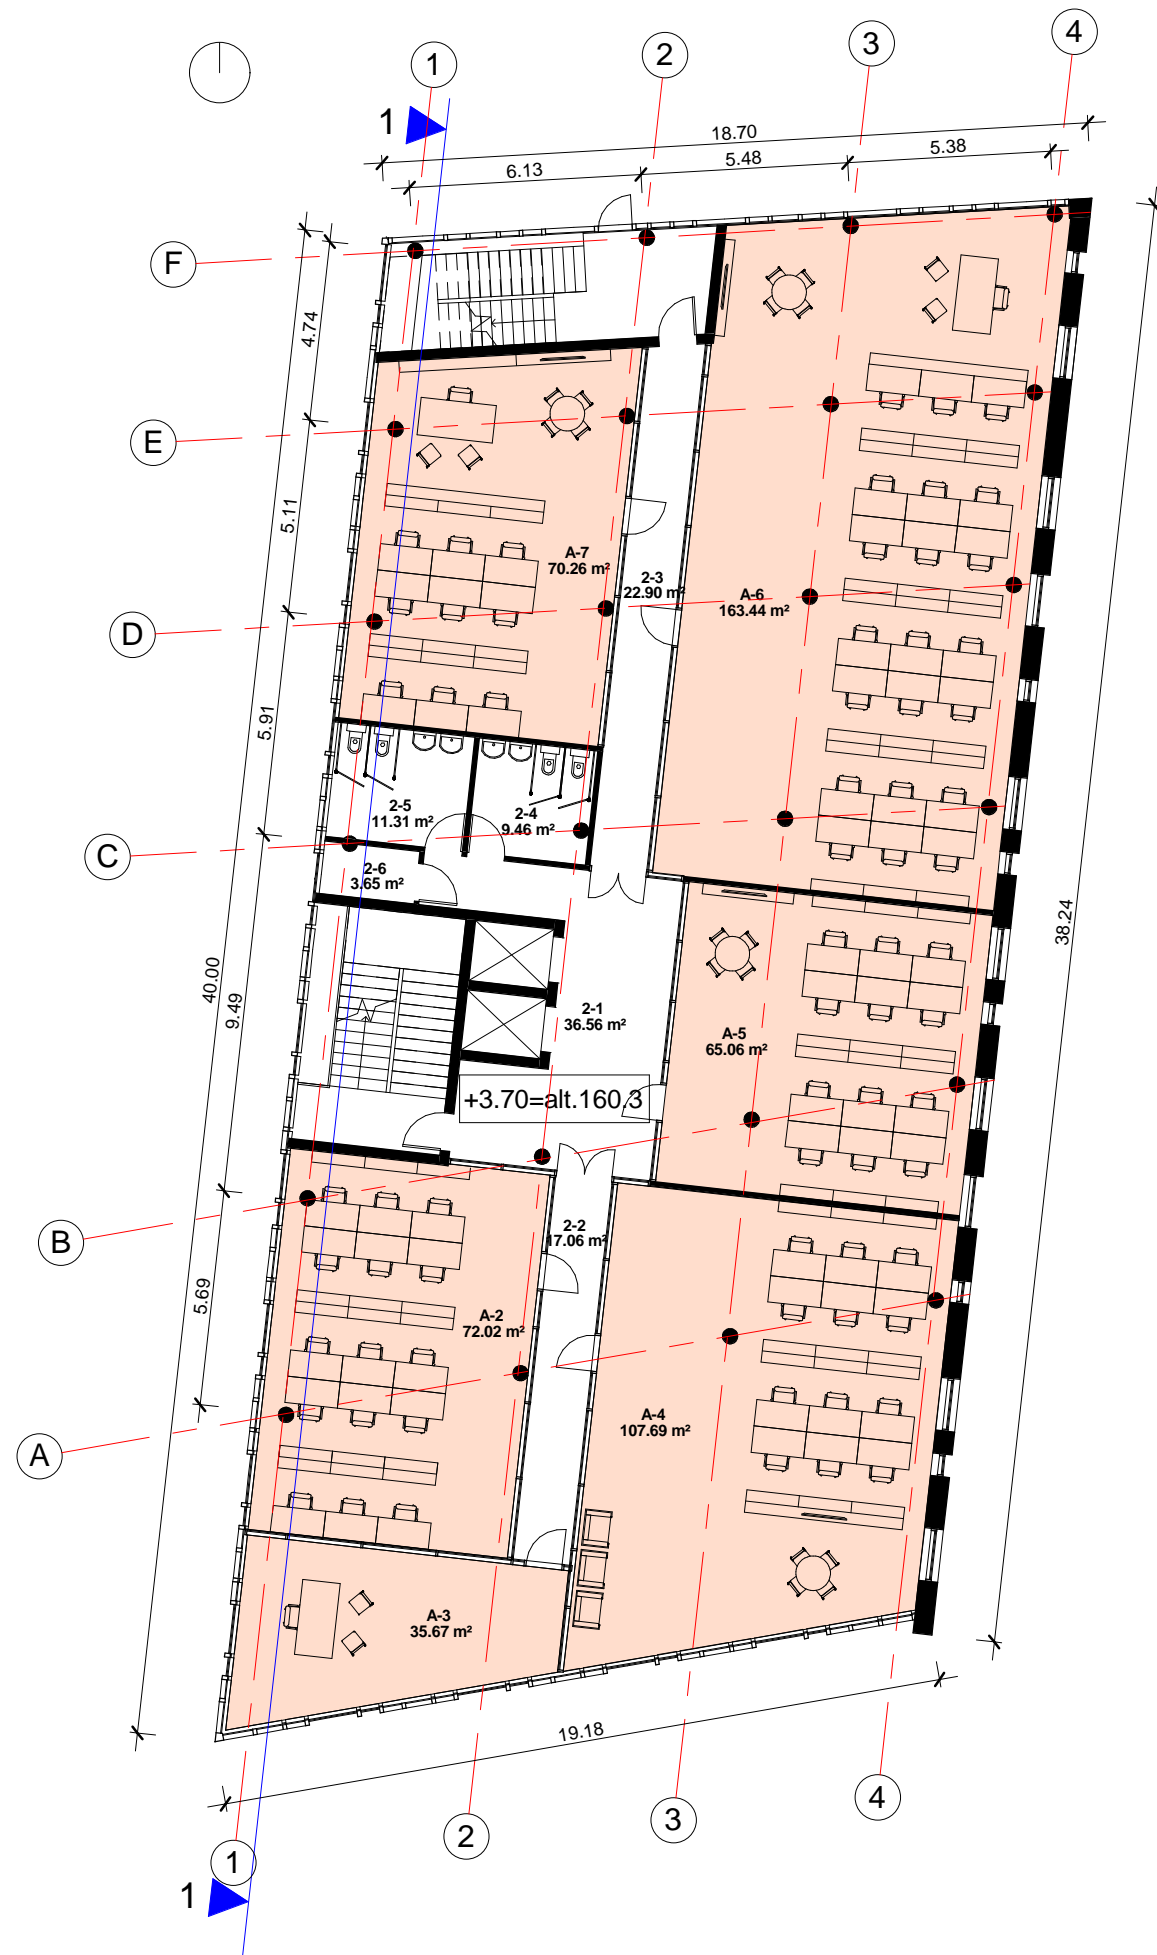 4
3
2
1
1
18.70
5.38
5.48
6.13
F
4.74
E
5.11
A-7
70.26 m²
2-3
22.90 m²
A-6
163.44 m²
D
5.91
2-5
11.31 m²
2-4
9.46 m²
C
2-6
3.65 m²
38.24
40.00
9.49
2-1
36.56 m²
A-5
65.06 m²
+3.70=alt.160.3
B
2-2
17.06 m²
5.69
A-2
72.02 m²
A-4
107.69 m²
A
A-3
35.67 m²
19.18
4
3
2
1
1